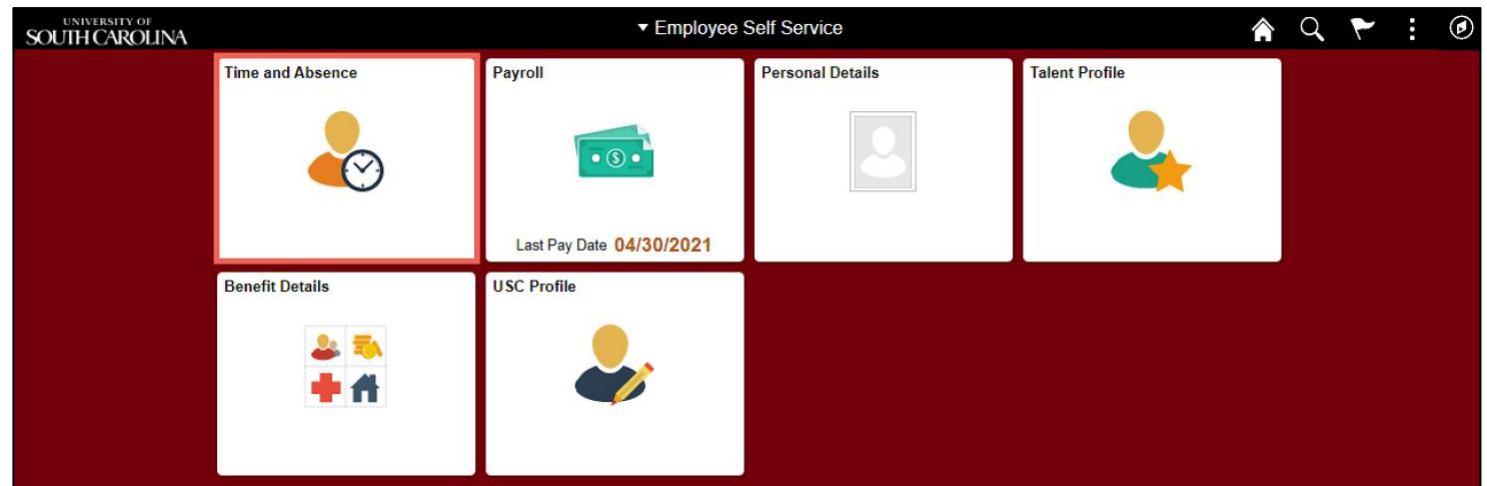 UNIVERSITY OF
SOUTH CAROLINA
Employee Self Service
Time and Absence
Payroll
Last Pay Date 04/30/2021
Personal Details
Talent Profile
Benefit Details
USC Profile